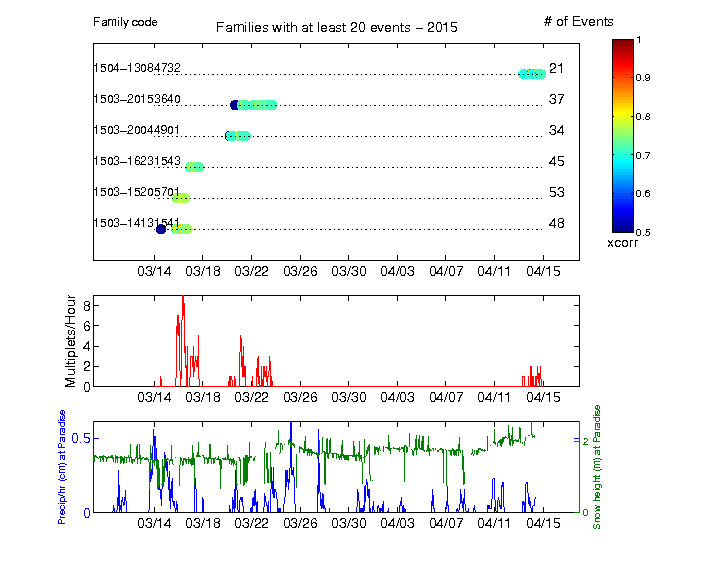 Family code
Families with at least 20 events – 2015
# of Events
1504–13084732 21
1503–20153640 37
1503–20044901 34
1503–16231543 45
1503–15205701 53
1503–14131541 48
03/14 03/18 03/22 03/26 03/30 04/03 04/07 04/11 04/15
1
0.9
0.8
0.7
0.6
0.5
xcorr
Multiplets/Hour
8
6
4
2
0
03/14 03/18 03/22 03/26 03/30 04/03 04/07 04/11 04/15
Precip/hr (cm) at Paradise
0.5
0
2
0
Snow height (m) at Paradise
03/14 03/18 03/22 03/26 03/30 04/03 04/07 04/11 04/15